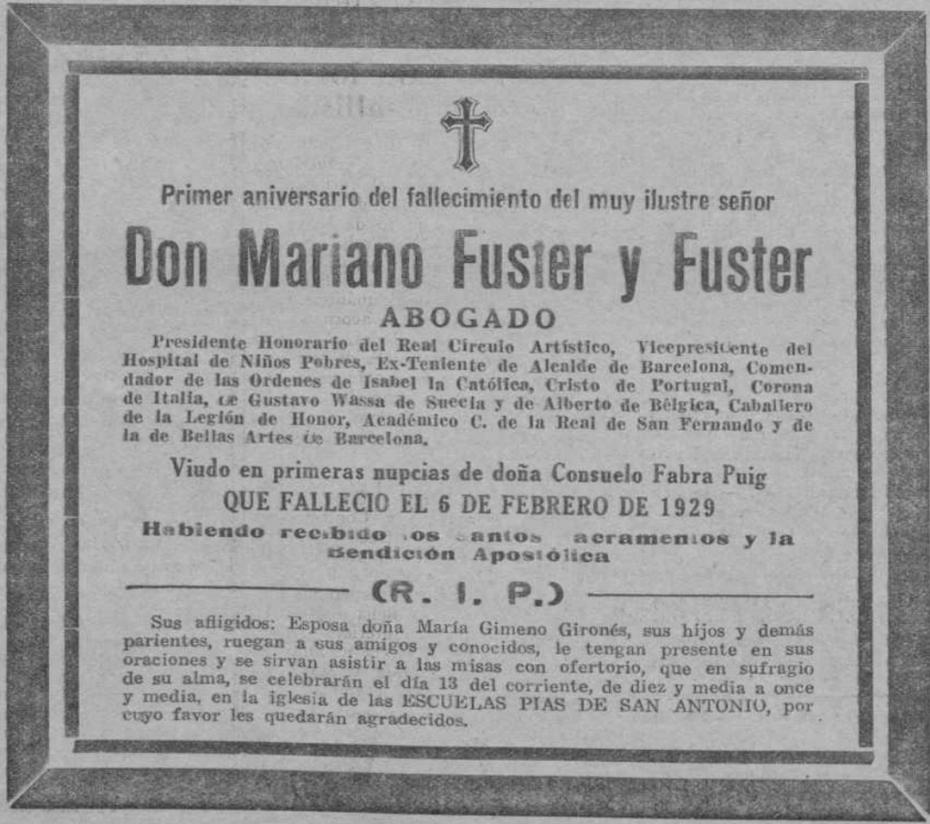 Primer aniversario del fallecimiento del muy ilustre señor
Don Mariano Fuster y Fuster
ABOGADO
Presidente Honorario del Real Circulo Artístico, Vicepresidente del
Hospital de Niños Pobres, Ex-Teniente de Alcalde de Barcelona, Comen-
dador de las Ordenes de Isabel la Católica, Cristo de Portugal, Corona
de Italia, de Gustavo Wassa de Suecia y de Alberto de Bélgica, Caballero
de la Legión de Honor, Académico C. de la Real de San Fernando y de
la de Bellas Artes de Barcelona.
Viudo en primeras nupcias de doña Consuelo Fabra Puig
QUE FALLECIO EL 6 DE FEBRERO DE 1929
Habiendo recibido os antos acramentos y la
Bendición Apostólica
(R. I. P.)
Sus afligidos: Esposa doña María Gimeno Gironés, sus hijos y demás
parientes, ruegan a sus amigos y conocidos, le tengan presente en sus
oraciones y se sirvan asistir a las misas con ofertorio, que en sufragio
de su alma, se celebrarán el día 13 del corriente, de diez y media a once
y media, en la iglesia de las ESCUELAS PIAS DE SAN ANTONIO, por
cuyo favor les quedarán agradecidos.